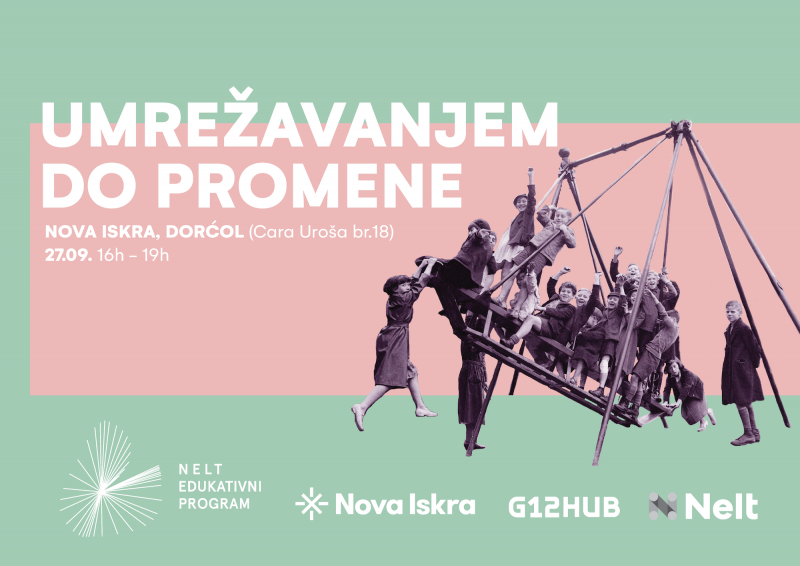 UMREŽAVANJEM
DO PROMENE
NOVA ISKRA, DORĆOL (Cara Uroša br.18)
27.09. 16h – 19h
NELT
EDUKATIVNI
PROGRAM
Nova Iskra
G12HUB
Nelt